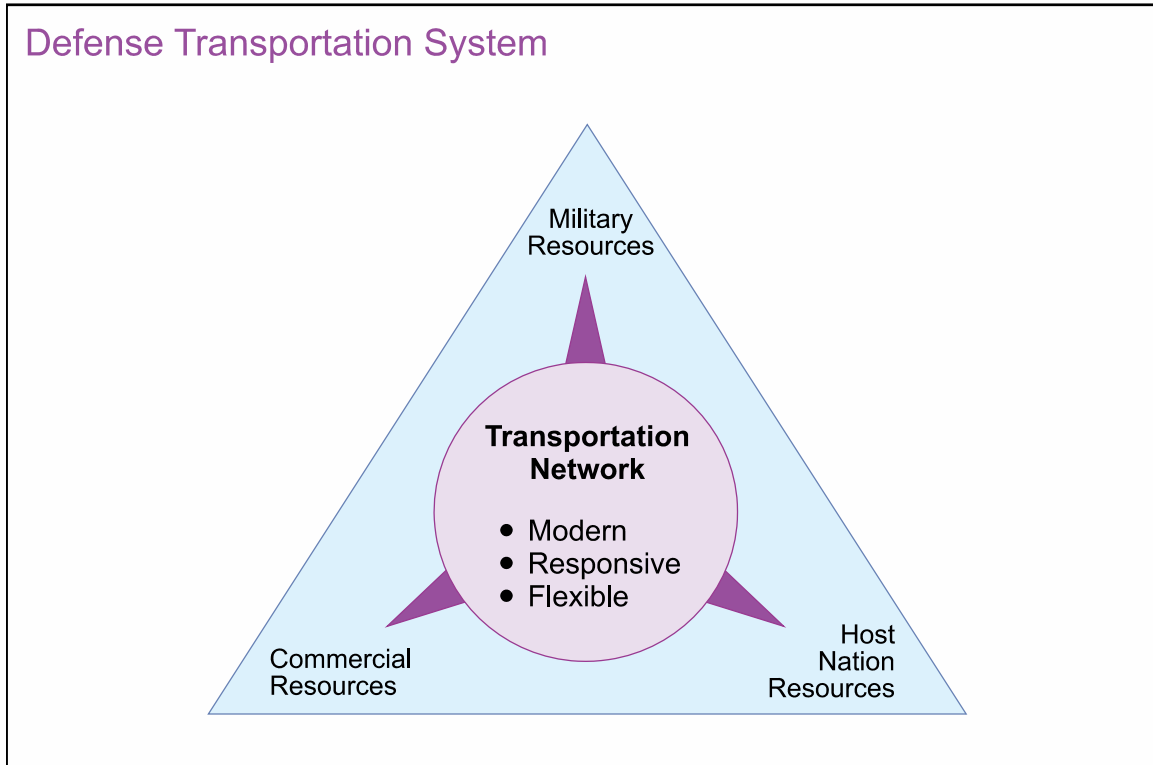 Defense Transportation System
Military
Resources
Transportation
Network
• Modern
• Responsive
• Flexible
Commercial
Resources
Host
Nation
Resources